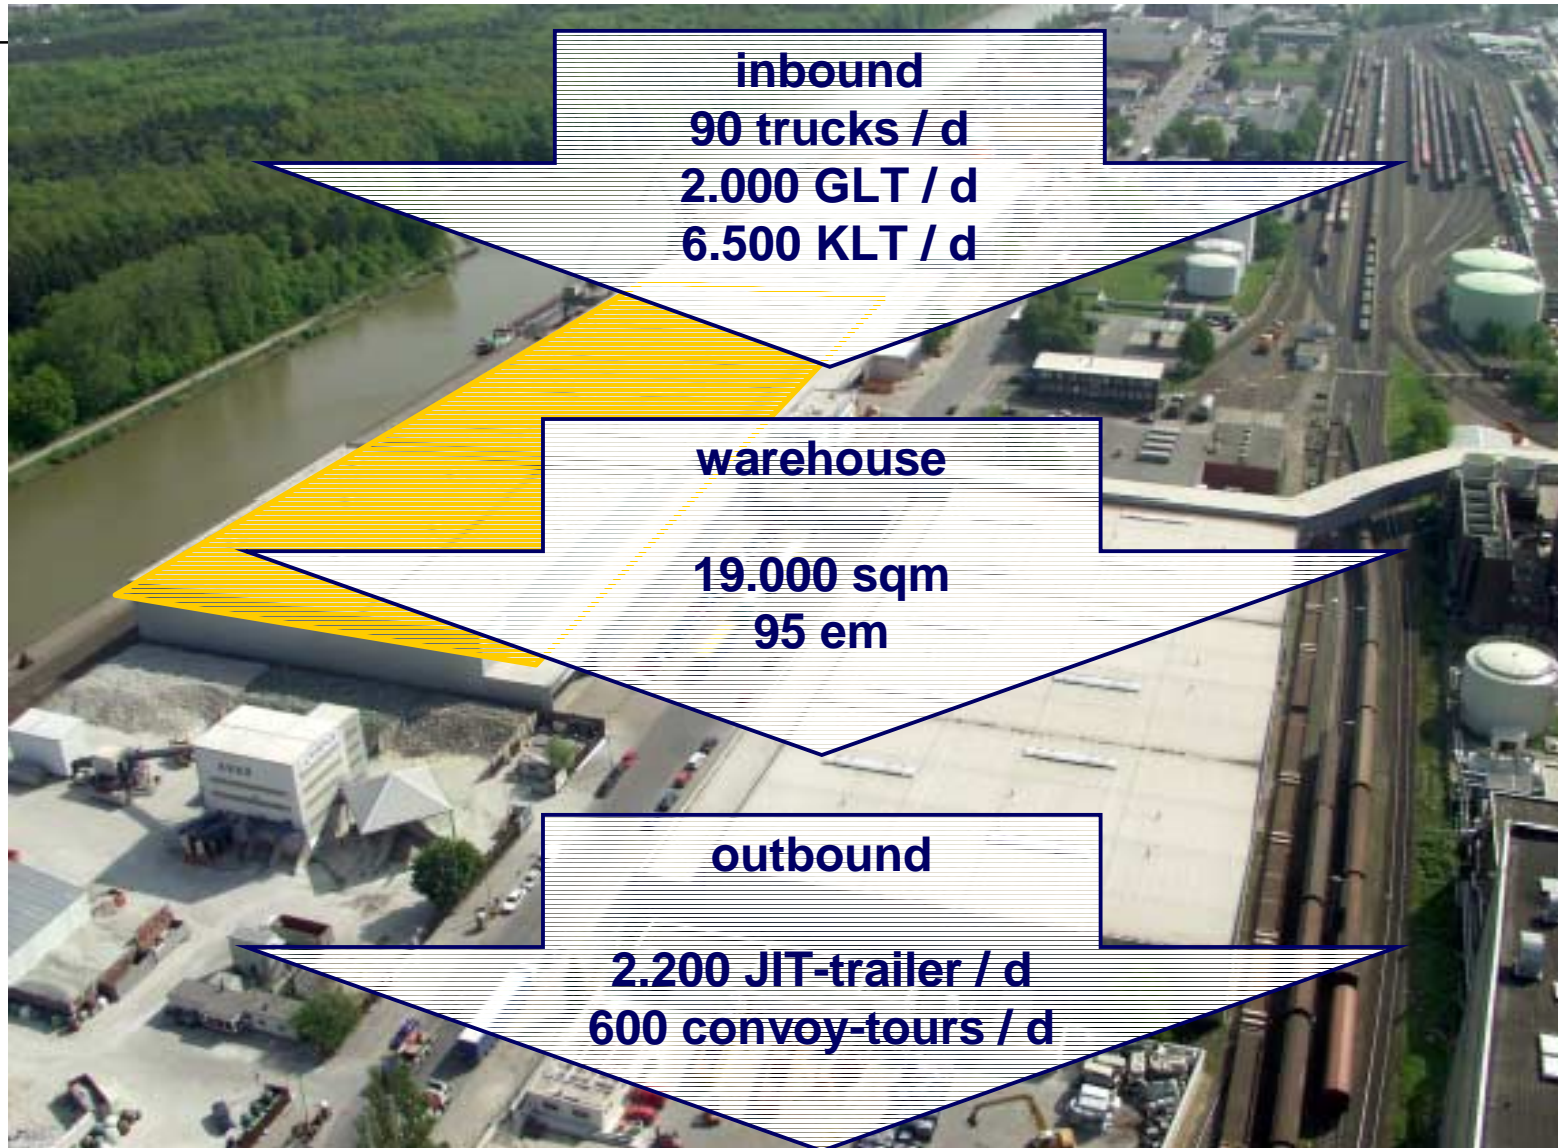 inbound
90 trucks / d
2.000 GLT / d
6.500 KLT / d
warehouse
19.000 sqm
95 em
outbound
2.200 JIT-trailer / d
600 convoy-tours / d